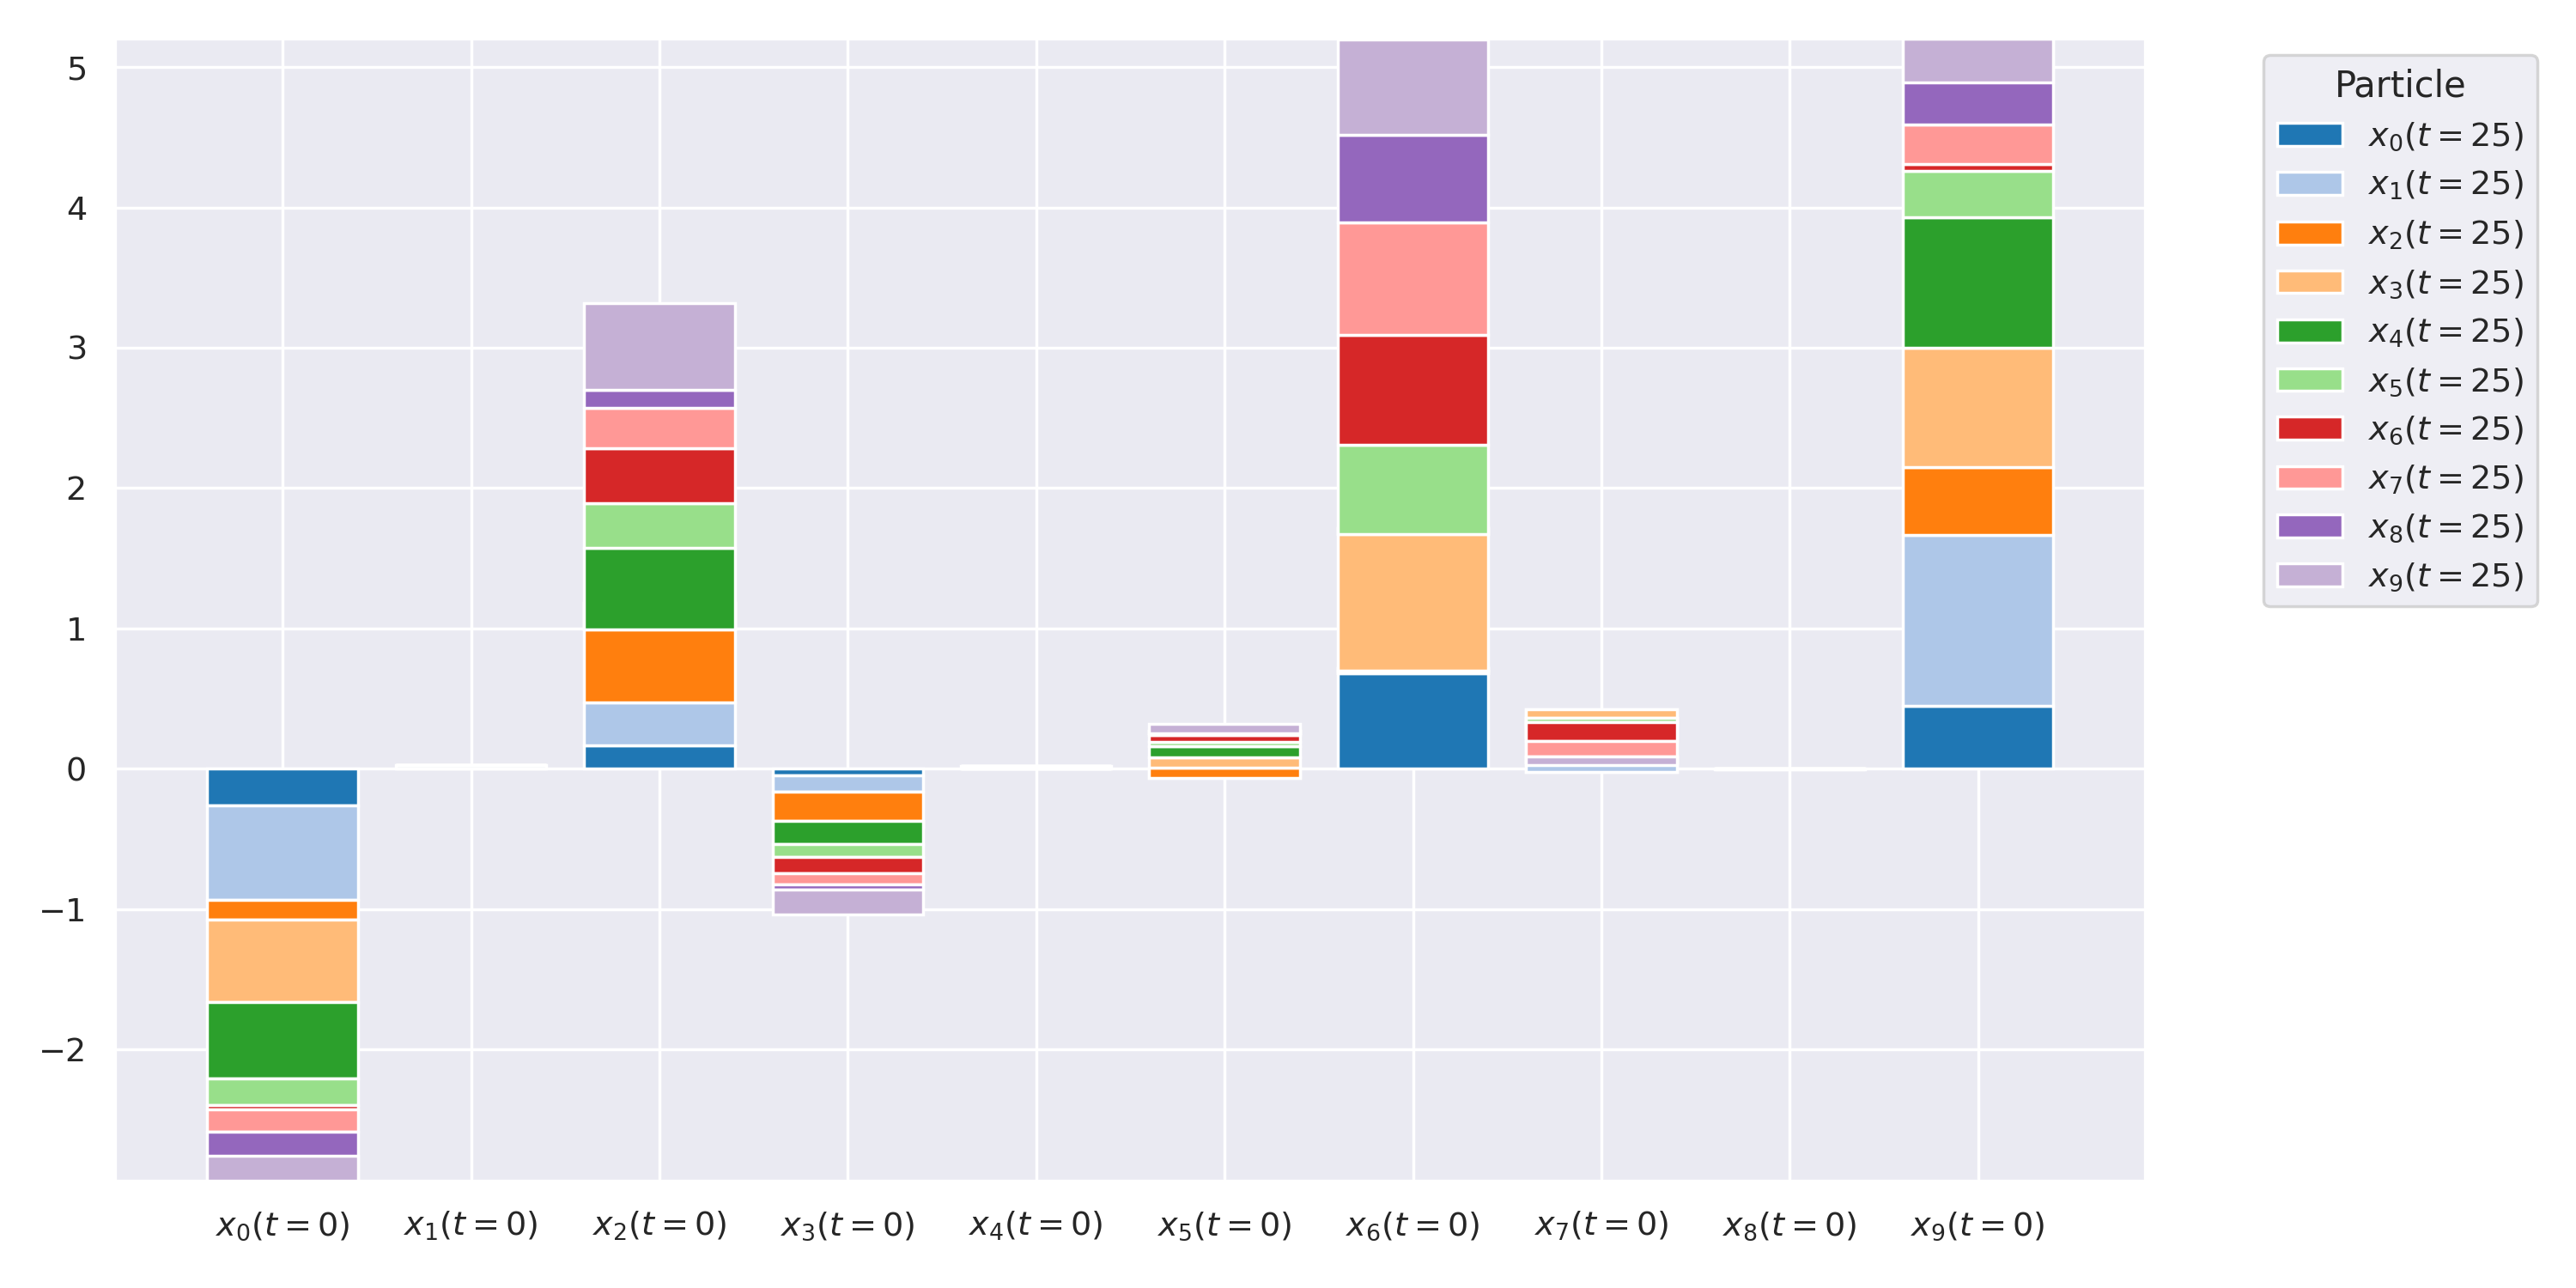 5
4
3
2
1
0
−1
−2
x₀(t = 0) x₁(t = 0) x₂(t = 0) x₃(t = 0) x₄(t = 0) x₅(t = 0) x₆(t = 0) x₇(t = 0) x₈(t = 0) x₉(t = 0)
Particle
x₀(t = 25)
x₁(t = 25)
x₂(t = 25)
x₃(t = 25)
x₄(t = 25)
x₅(t = 25)
x₆(t = 25)
x₇(t = 25)
x₈(t = 25)
x₉(t = 25)